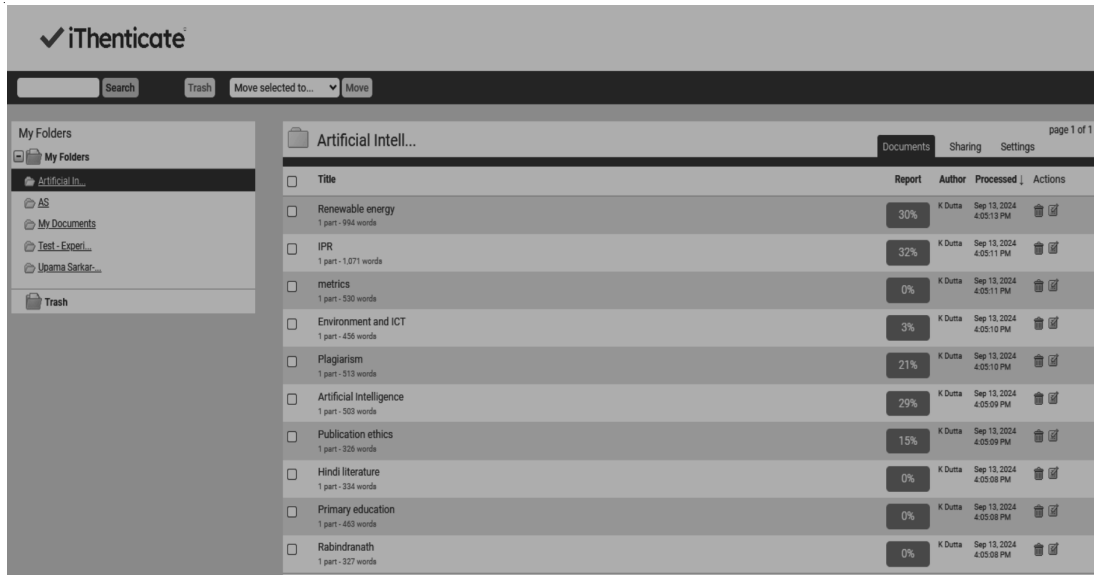 iThenticate
Search Trash Move selected to... Move
My Folders
My Folders
Artificial In...
AS
My Documents
Test - Experi...
Upama Sarkar-...
Trash
page 1 of 1
Artificial Intell...
Documents Sharing Settings
Title Report Author Processed ↓ Actions
Renewable energy 30% K Dutta Sep 13, 2024
1 part - 994 words 4:05:13 PM
IPR 32% K Dutta Sep 13, 2024
1 part - 1,071 words 4:05:11 PM
metrics 0% K Dutta Sep 13, 2024
1 part - 530 words 4:05:11 PM
Environment and ICT 3% K Dutta Sep 13, 2024
1 part - 456 words 4:05:10 PM
Plagiarism 21% K Dutta Sep 13, 2024
1 part - 513 words 4:05:10 PM
Artificial Intelligence 29% K Dutta Sep 13, 2024
1 part - 503 words 4:05:09 PM
Publication ethics 15% K Dutta Sep 13, 2024
1 part - 326 words 4:05:09 PM
Hindi literature 0% K Dutta Sep 13, 2024
1 part - 334 words 4:05:08 PM
Primary education 0% K Dutta Sep 13, 2024
1 part - 463 words 4:05:08 PM
Rabindranath 0% K Dutta Sep 13, 2024
1 part - 327 words 4:05:08 PM